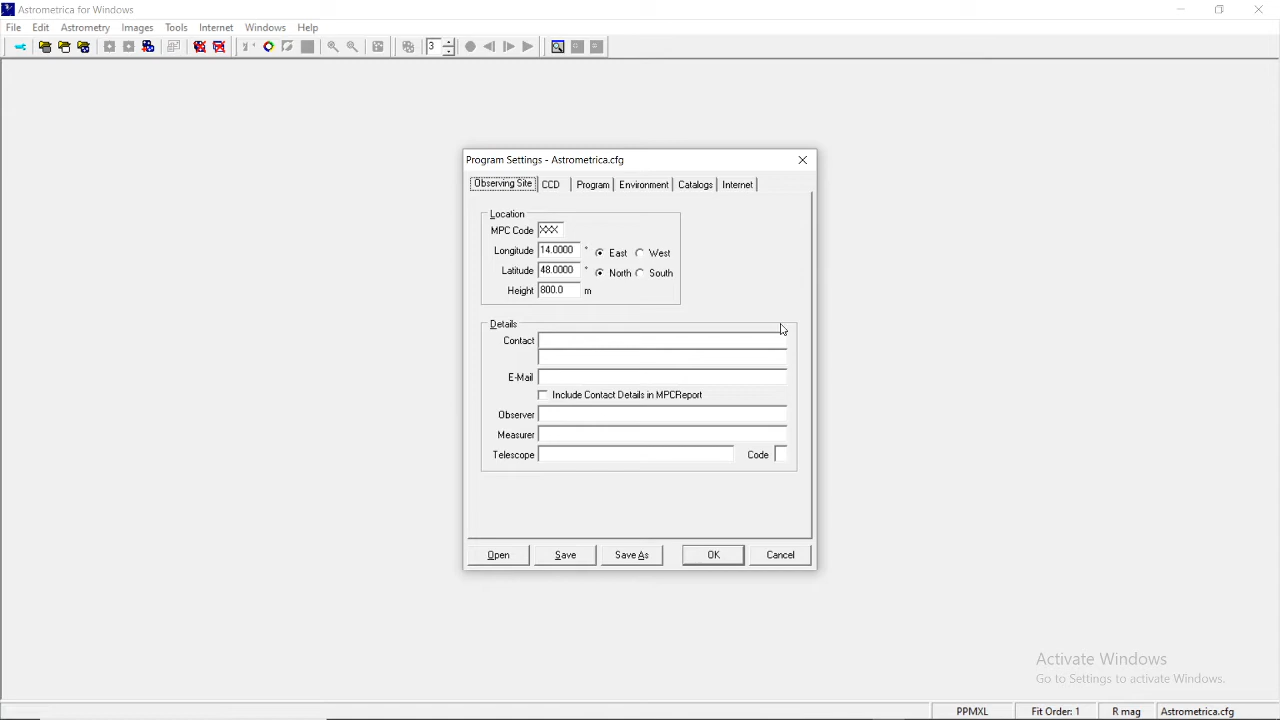 Astrometrica for Windows
File Edit Astrometry Images Tools Internet Windows Help
3
Program Settings - Astrometrica.cfg
Observing Site CCD Program Environment Catalogs Internet
Location
MPC Code XXX
Longitude 14.0000 ° East West
Latitude 48.0000 ° North South
Height 800.0 m
Details
Contact
E-Mail
Include Contact Details in MPCReport
Observer
Measurer
Telescope Code
Open Save Save As OK Cancel
Activate Windows
Go to Settings to activate Windows.
PPMXL Fit Order: 1 R mag Astrometrica.cfg